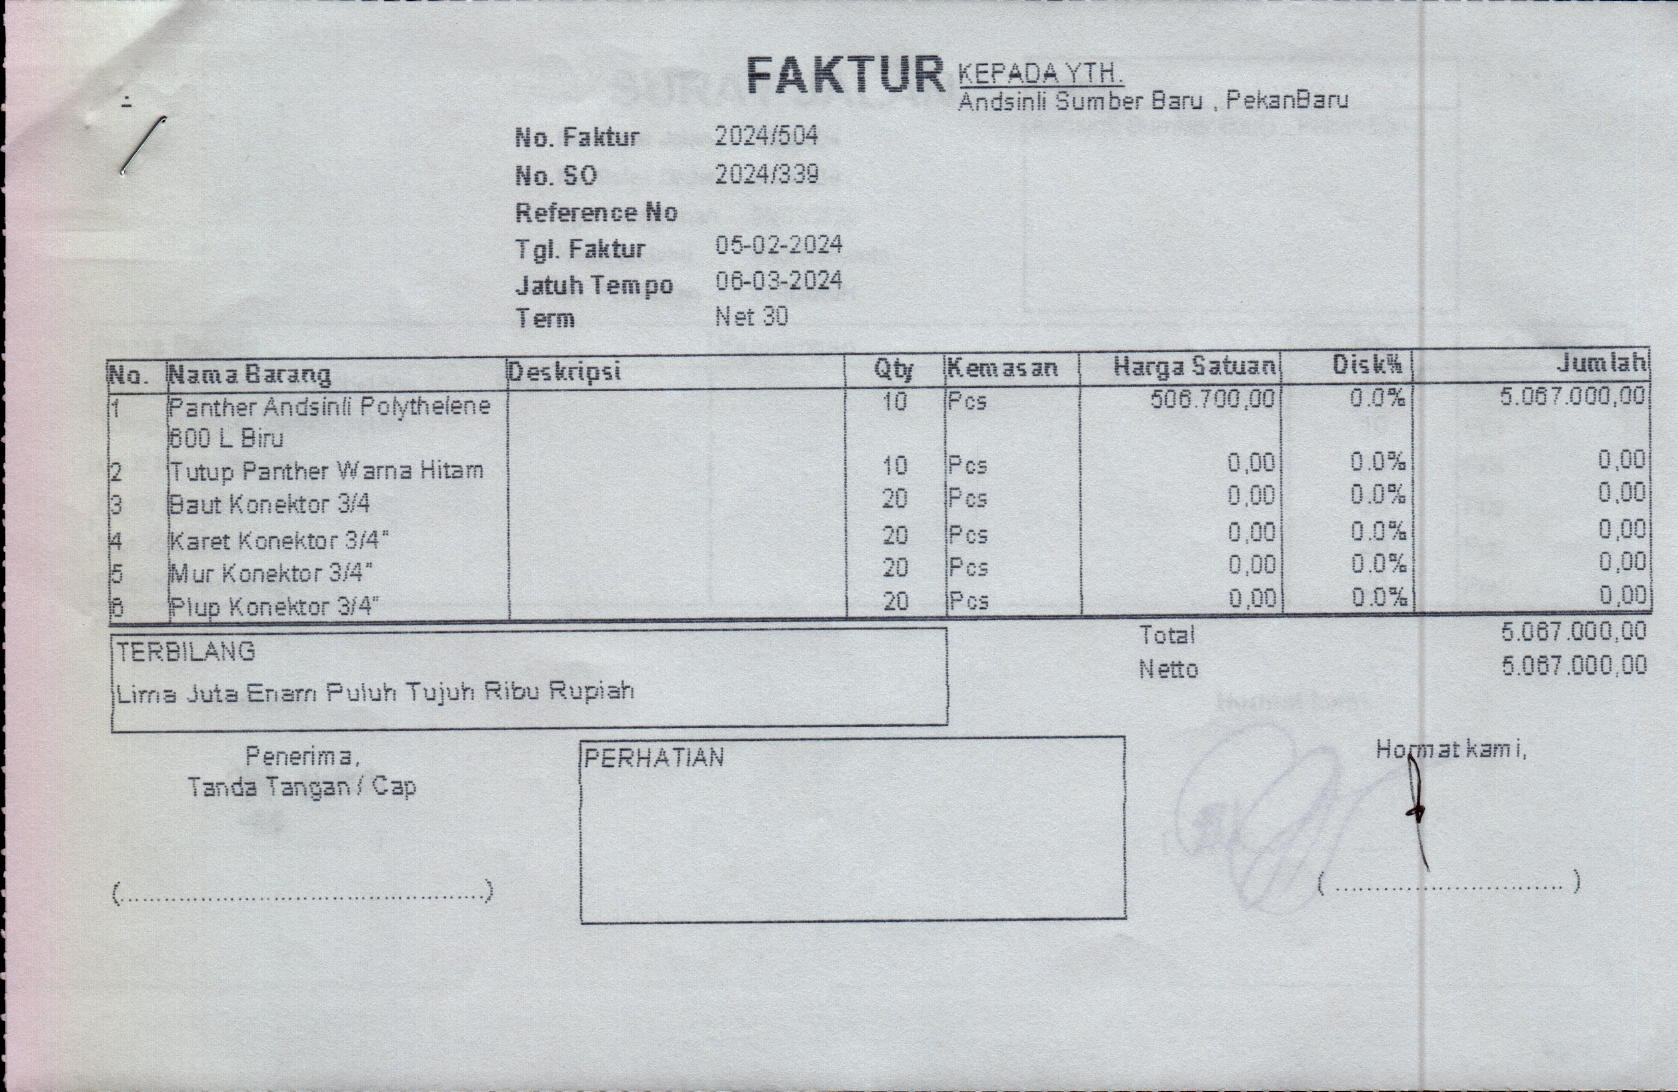 FAKTUR
KEPADA YTH.
Andsinli Sumber Baru , PekanBaru
No. Faktur 2024/504
No. SO 2024/339
Reference No
Tgl. Faktur 05-02-2024
Jatuh Tempo 06-03-2024
Term Net 30
No. Nama Barang Deskripsi Qty Kemasan Harga Satuan Disk% Jumlah
1 Panther Andsinli Polythelene 10 Pcs 506.700,00 0.0% 5.067.000,00
600 L Biru
2 Tutup Panther Warna Hitam 10 Pcs 0,00 0.0% 0,00
3 Baut Konektor 3/4 20 Pcs 0,00 0.0% 0,00
4 Karet Konektor 3/4" 20 Pcs 0,00 0.0% 0,00
5 Mur Konektor 3/4" 20 Pcs 0,00 0.0% 0,00
6 Plup Konektor 3/4" 20 Pcs 0,00 0.0% 0,00
Total 5.067.000,00
TERBILANG
Netto 5.067.000,00
Lima Juta Enam Puluh Tujuh Ribu Rupiah
Penerima,
Tanda Tangan / Cap
PERHATIAN
Hormat kami,
(................................................)
( ............................. )